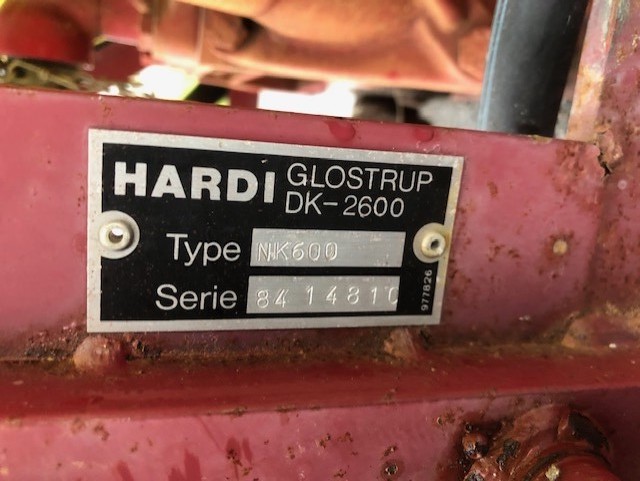 HARDI GLOSTRUP
DK-2600
Type NK600
Serie 84 14810
977826